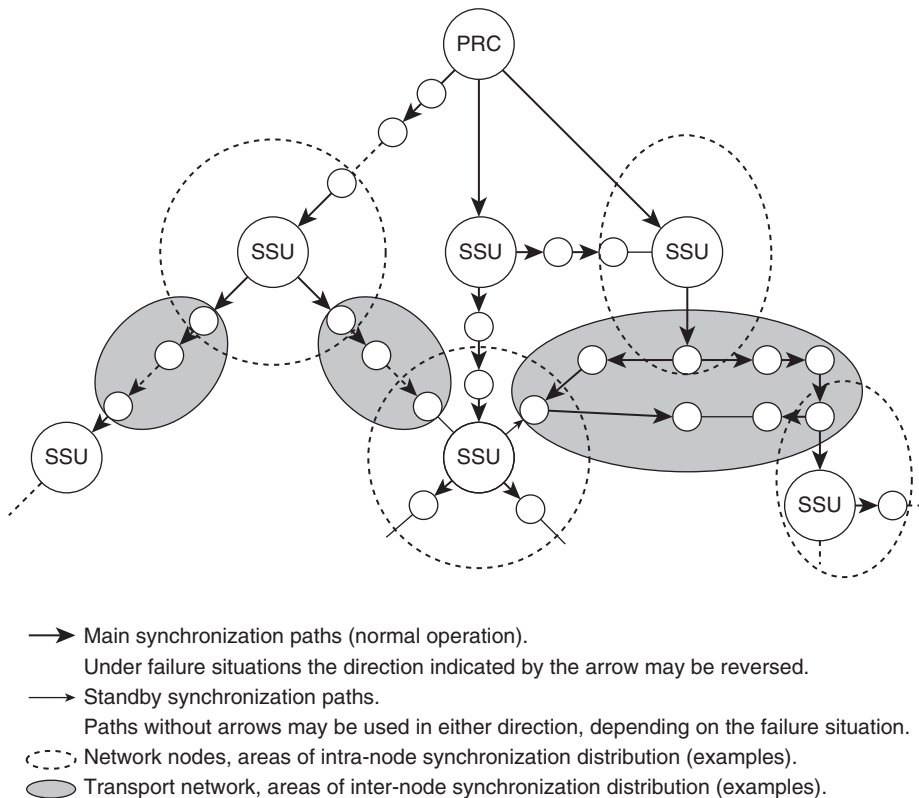 PRC
SSU
SSU
SSU
SSU
SSU
SSU
Main synchronization paths (normal operation).
Under failure situations the direction indicated by the arrow may be reversed.
Standby synchronization paths.
Paths without arrows may be used in either direction, depending on the failure situation.
Network nodes, areas of intra-node synchronization distribution (examples).
Transport network, areas of inter-node synchronization distribution (examples).